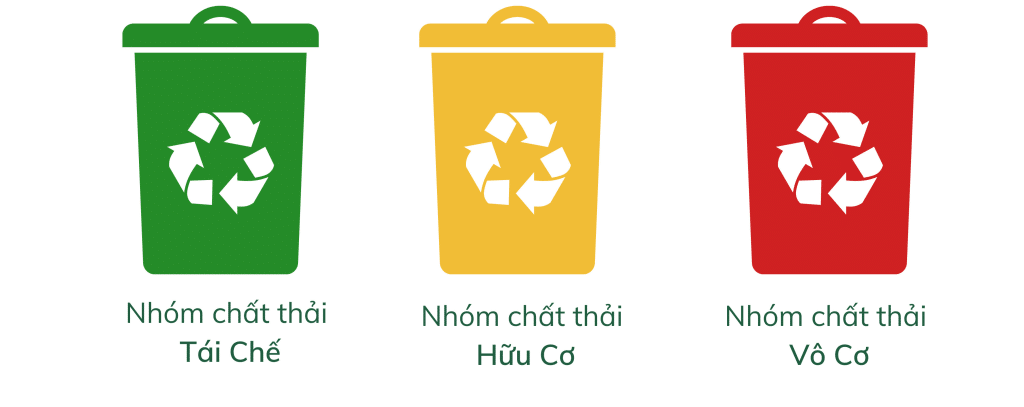 Nhóm chất thải
Tái Chế
Nhóm chất thải
Hữu Cơ
Nhóm chất thải
Vô Cơ